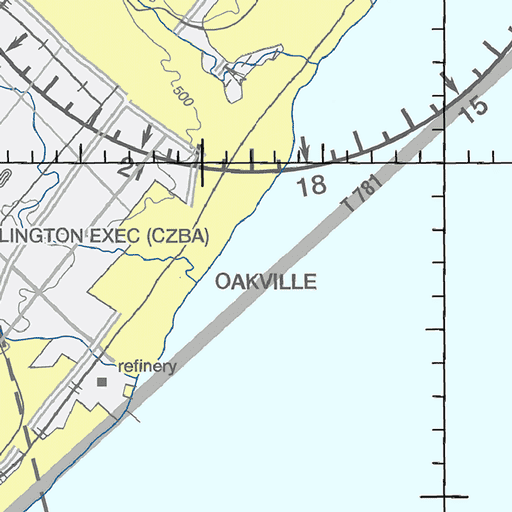 500
15
21
18
T 781
LINGTON EXEC (CZBA)
OAKVILLE
refinery